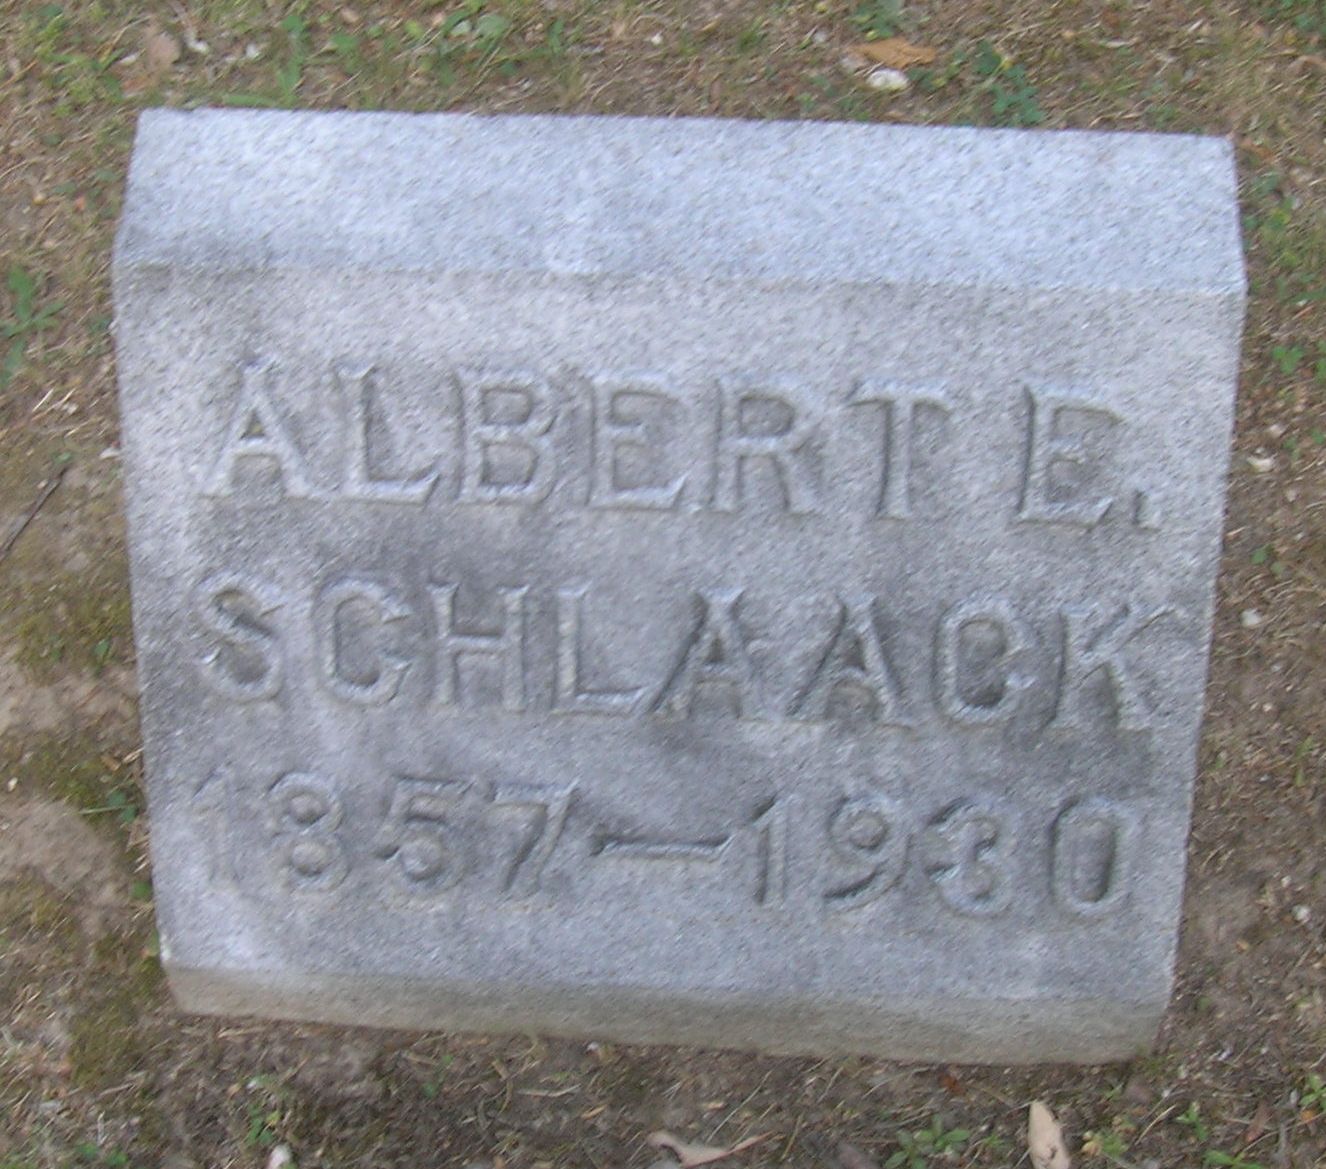 ALBERT E.
SCHLAACK
1857—1930